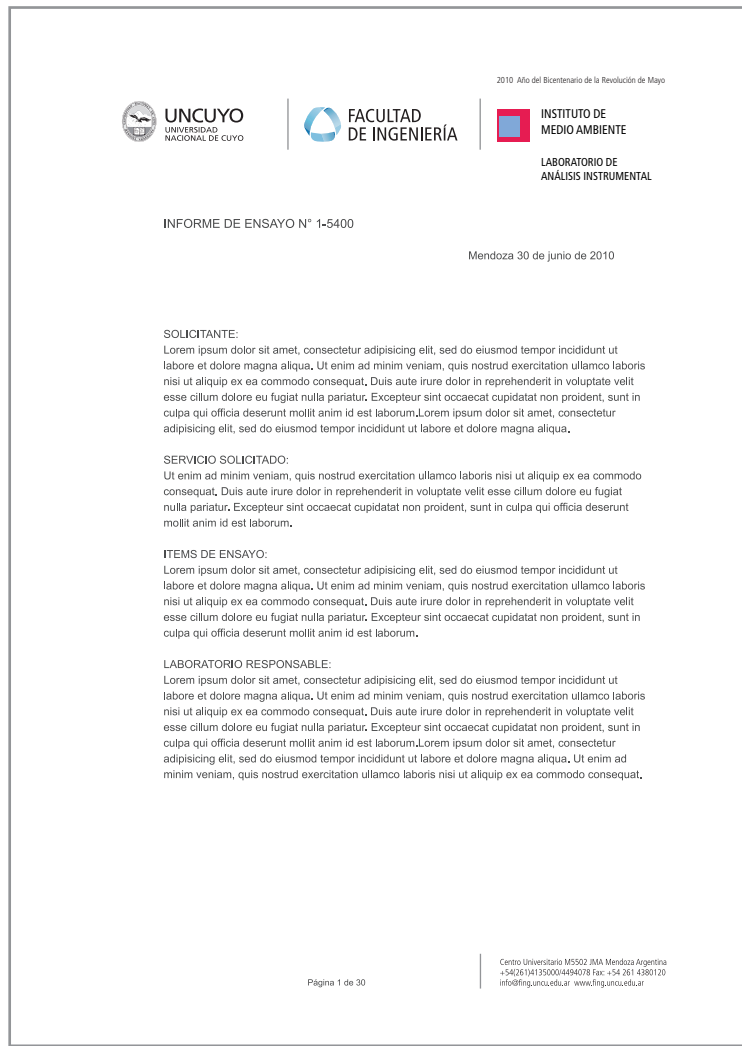 2010 Año del Bicentenario de la Revolución de Mayo
UNCUYO
UNIVERSIDAD
NACIONAL DE CUYO
FACULTAD
DE INGENIERÍA
INSTITUTO DE
MEDIO AMBIENTE
LABORATORIO DE
ANÁLISIS INSTRUMENTAL
INFORME DE ENSAYO N° 1-5400
Mendoza 30 de junio de 2010
SOLICITANTE:
Lorem ipsum dolor sit amet, consectetur adipisicing elit, sed do eiusmod tempor incididunt ut
labore et dolore magna aliqua. Ut enim ad minim veniam, quis nostrud exercitation ullamco laboris
nisi ut aliquip ex ea commodo consequat. Duis aute irure dolor in reprehenderit in voluptate velit
esse cillum dolore eu fugiat nulla pariatur. Excepteur sint occaecat cupidatat non proident, sunt in
culpa qui officia deserunt mollit anim id est laborum.Lorem ipsum dolor sit amet, consectetur
adipisicing elit, sed do eiusmod tempor incididunt ut labore et dolore magna aliqua.
SERVICIO SOLICITADO:
Ut enim ad minim veniam, quis nostrud exercitation ullamco laboris nisi ut aliquip ex ea commodo
consequat. Duis aute irure dolor in reprehenderit in voluptate velit esse cillum dolore eu fugiat
nulla pariatur. Excepteur sint occaecat cupidatat non proident, sunt in culpa qui officia deserunt
mollit anim id est laborum.
ITEMS DE ENSAYO:
Lorem ipsum dolor sit amet, consectetur adipisicing elit, sed do eiusmod tempor incididunt ut
labore et dolore magna aliqua. Ut enim ad minim veniam, quis nostrud exercitation ullamco laboris
nisi ut aliquip ex ea commodo consequat. Duis aute irure dolor in reprehenderit in voluptate velit
esse cillum dolore eu fugiat nulla pariatur. Excepteur sint occaecat cupidatat non proident, sunt in
culpa qui officia deserunt mollit anim id est laborum.
LABORATORIO RESPONSABLE:
Lorem ipsum dolor sit amet, consectetur adipisicing elit, sed do eiusmod tempor incididunt ut
labore et dolore magna aliqua. Ut enim ad minim veniam, quis nostrud exercitation ullamco laboris
nisi ut aliquip ex ea commodo consequat. Duis aute irure dolor in reprehenderit in voluptate velit
esse cillum dolore eu fugiat nulla pariatur. Excepteur sint occaecat cupidatat non proident, sunt in
culpa qui officia deserunt mollit anim id est laborum.Lorem ipsum dolor sit amet, consectetur
adipisicing elit, sed do eiusmod tempor incididunt ut labore et dolore magna aliqua. Ut enim ad
minim veniam, quis nostrud exercitation ullamco laboris nisi ut aliquip ex ea commodo consequat.
Página 1 de 30
Centro Universitario M5502 JMA Mendoza Argentina
+54(261)4135000/4494078 Fax: +54 261 4380120
info@fing.uncu.edu.ar www.fing.uncu.edu.ar